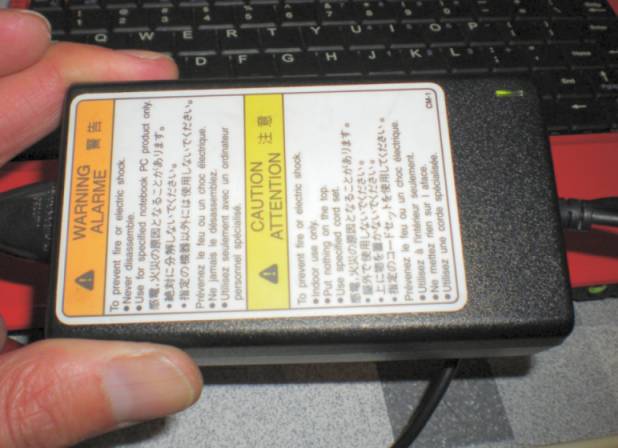 Q W E R T Y U I O P
D F G H J K L
WARNING 警告
ALARME
To prevent fire or electric shock.
●Never disassemble.
●Use for specified notebook PC product only.
感電,火災の原因となることがあります。
●絶対に分解しないでください。
●指定の機器以外には使用しないでください。
Prévenez le feu ou un choc électrique.
●Ne jamais le désassemblez.
●Utilisez seulement avec un ordinateur
personnel spécialisé.
CAUTION 注意
ATTENTION
To prevent fire or electric shock.
●Indoor use only.
●Put nothing on the top.
●Use specified cord set.
感電,火災の原因となることがあります。
●屋外で使用しないでください。
●上に物をのせないでください。
●指定のコードセットを使用してください。
Prévenez le feu ou un choc électrique.
●Utilisez à l'intérieur seulement.
Ne mettez rien sur
●Utilisez une corde spécialisée.
CM-1